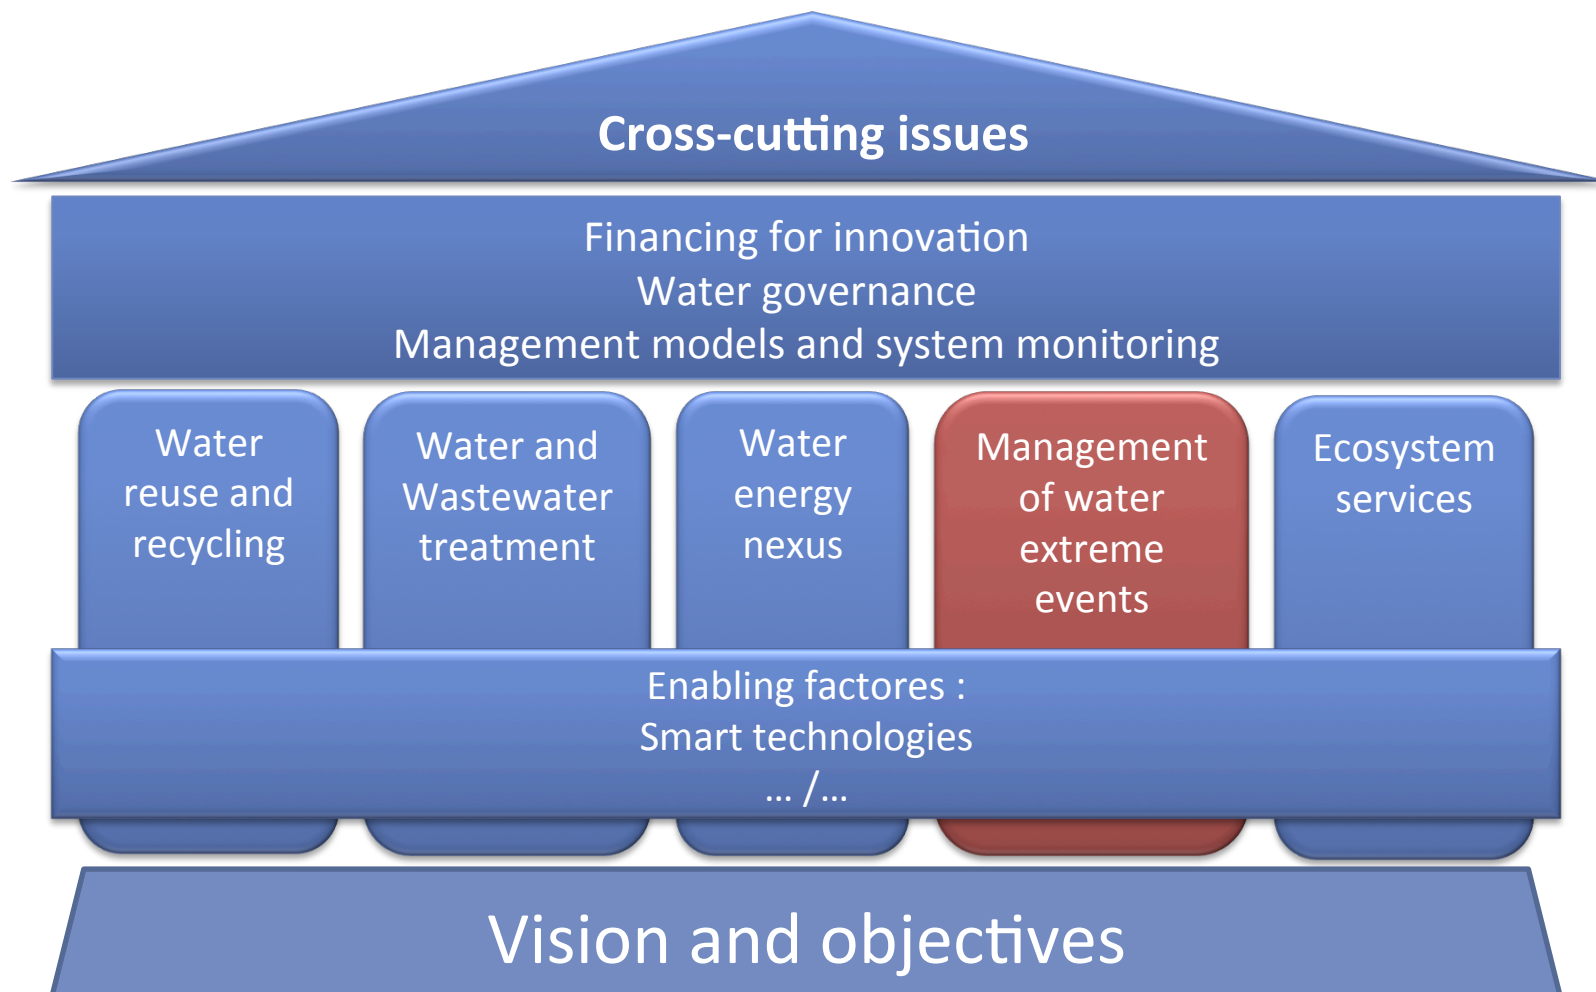 Cross-cutting issues
Financing for innovation
Water governance
Management models and system monitoring
Water
reuse and
recycling
Water and
Wastewater
treatment
Water
energy
nexus
Management
of water
extreme
events
Ecosystem
services
Enabling factores :
Smart technologies
... /...
Vision and objectives